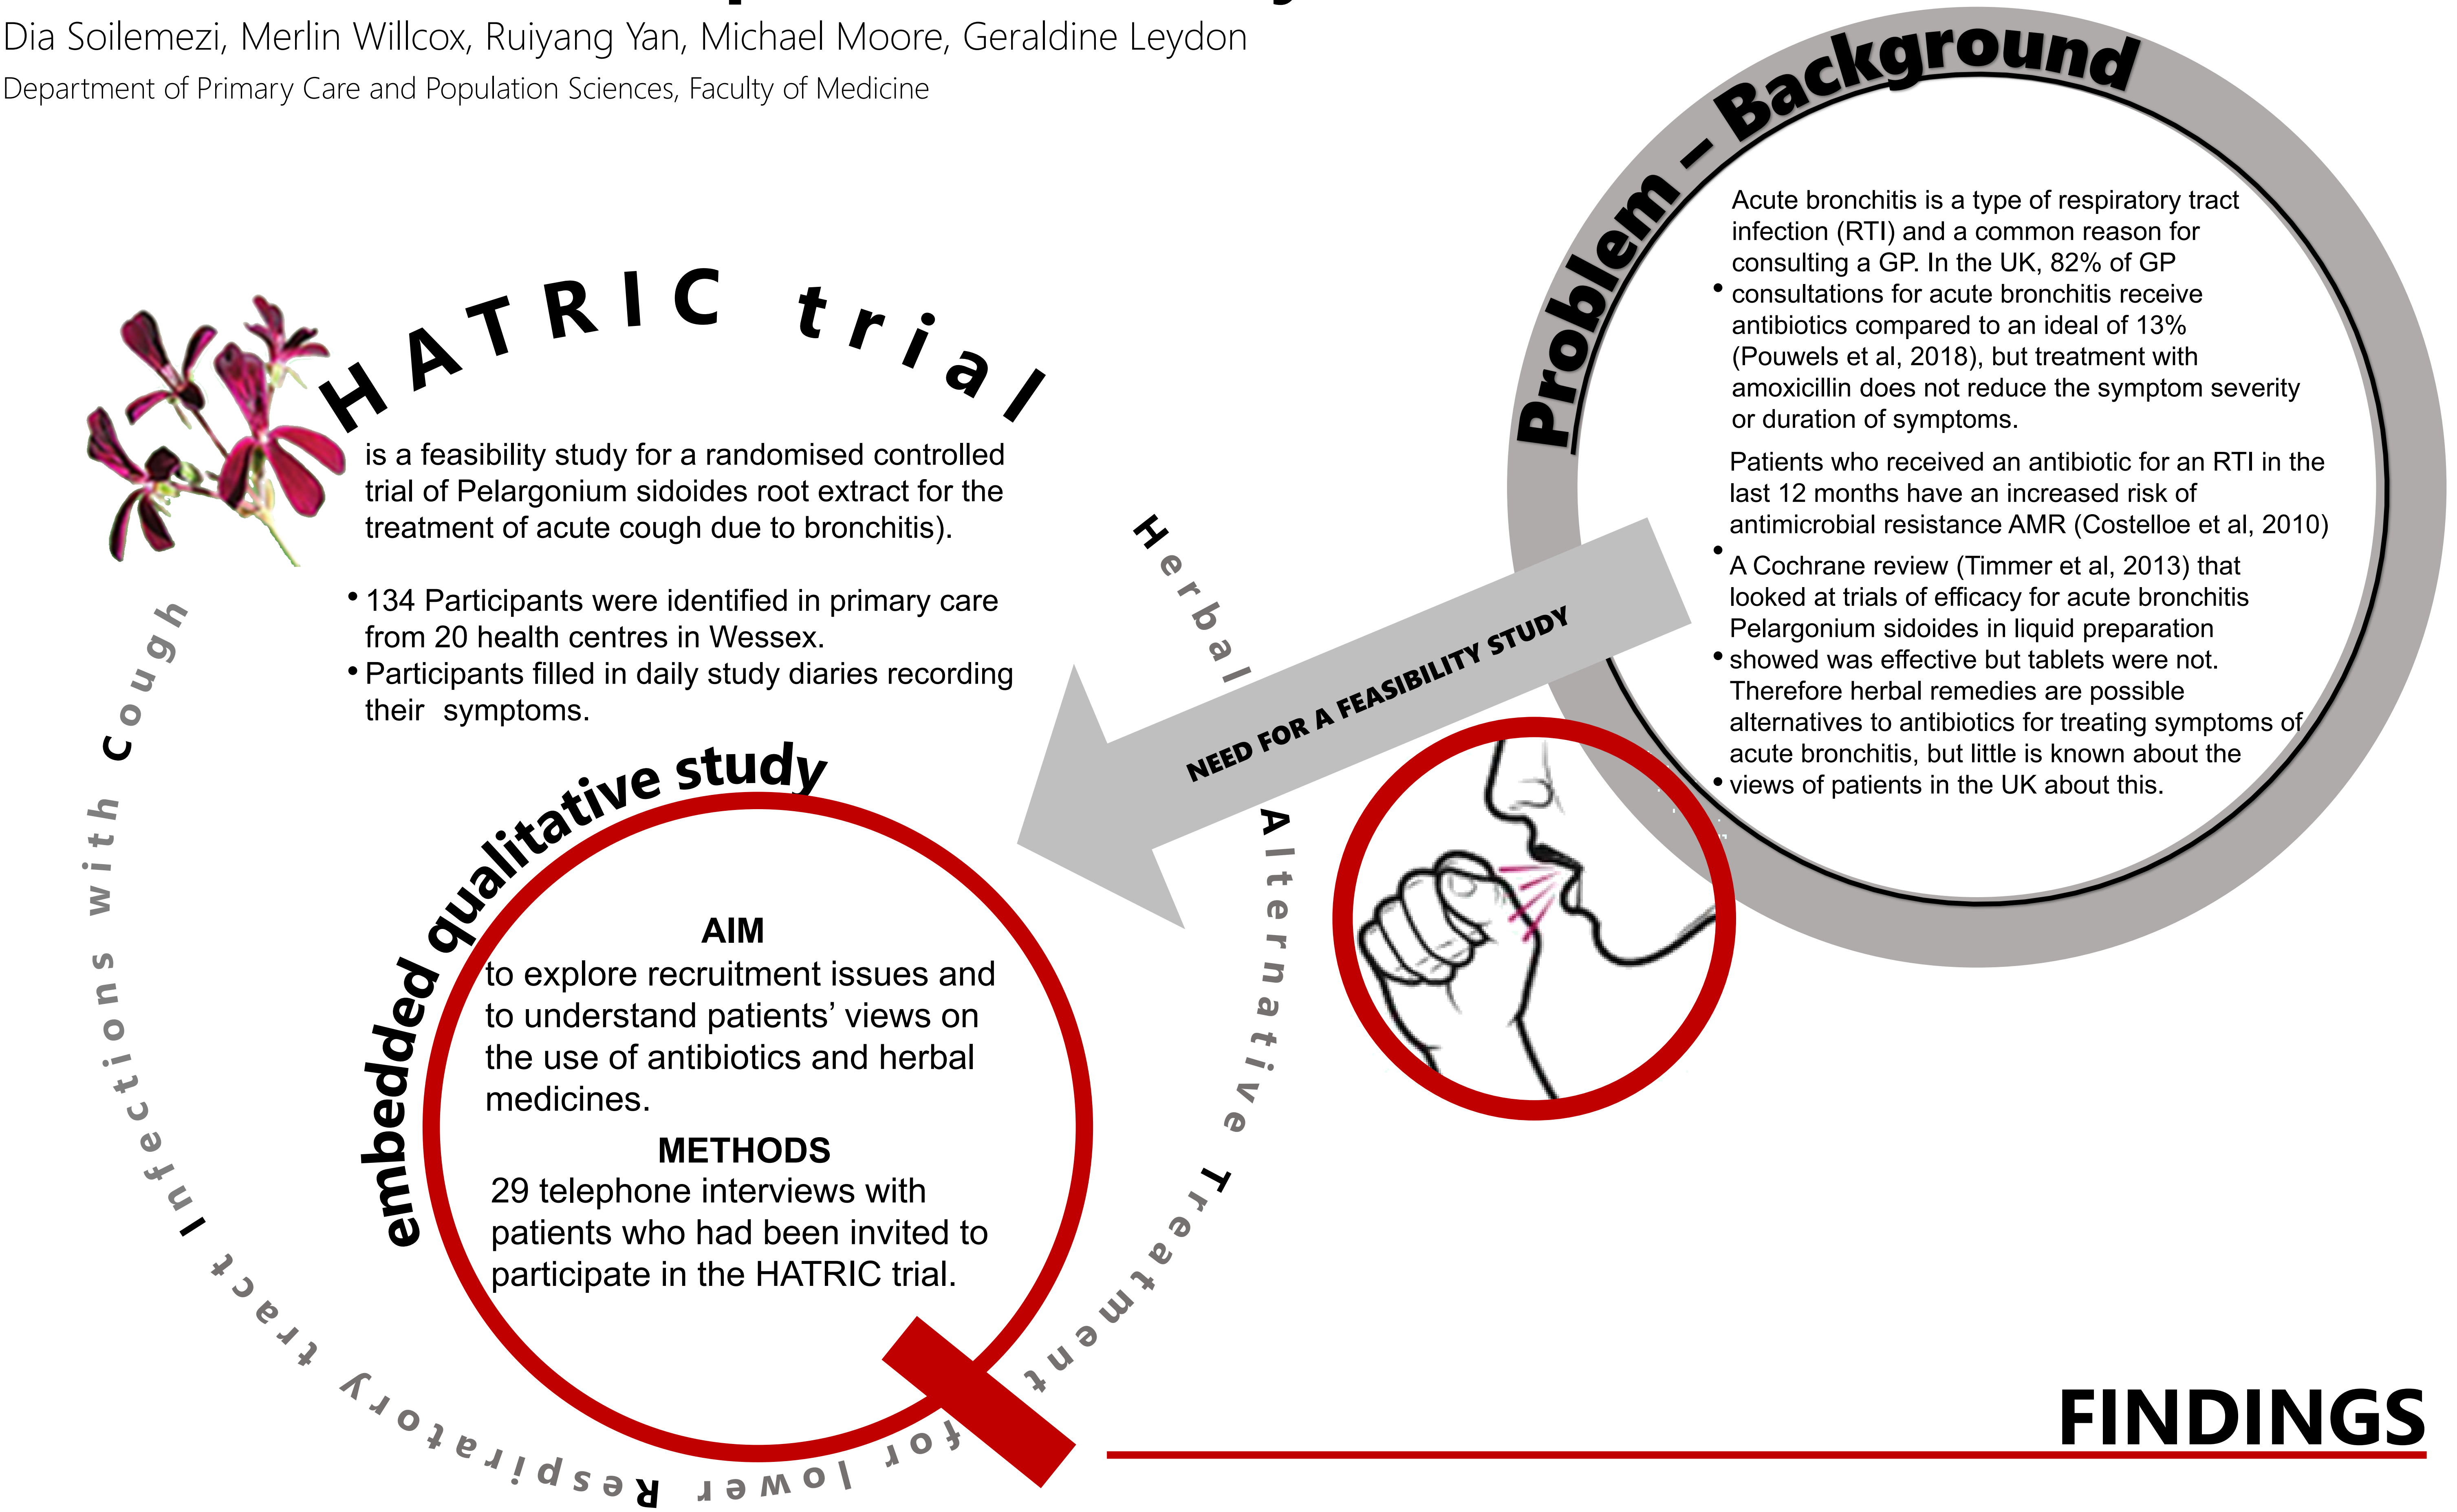 Dia Soilemezi, Merlin Willcox, Ruiyang Yan, Michael Moore, Geraldine Leydon
Department of Primary Care and Population Sciences, Faculty of Medicine
Problem – Background
Acute bronchitis is a type of respiratory tract
infection (RTI) and a common reason for
consulting a GP. In the UK, 82% of GP
• consultations for acute bronchitis receive
antibiotics compared to an ideal of 13%
(Pouwels et al, 2018), but treatment with
amoxicillin does not reduce the symptom severity
or duration of symptoms.
Patients who received an antibiotic for an RTI in the
last 12 months have an increased risk of
antimicrobial resistance AMR (Costelloe et al, 2010)
•
A Cochrane review (Timmer et al, 2013) that
looked at trials of efficacy for acute bronchitis
Pelargonium sidoides in liquid preparation
• showed was effective but tablets were not.
Therefore herbal remedies are possible
alternatives to antibiotics for treating symptoms of
acute bronchitis, but little is known about the
• views of patients in the UK about this.
NEED FOR A FEASIBILITY STUDY
HATRIC trial
is a feasibility study for a randomised controlled
trial of Pelargonium sidoides root extract for the
treatment of acute cough due to bronchitis).
• 134 Participants were identified in primary care
from 20 health centres in Wessex.
• Participants filled in daily study diaries recording
their symptoms.
Herbal Alternative Treatment for lower Respiratory tract Infections with Cough
embedded qualitative study
AIM
to explore recruitment issues and
to understand patients’ views on
the use of antibiotics and herbal
medicines.
METHODS
29 telephone interviews with
patients who had been invited to
participate in the HATRIC trial.
FINDINGS